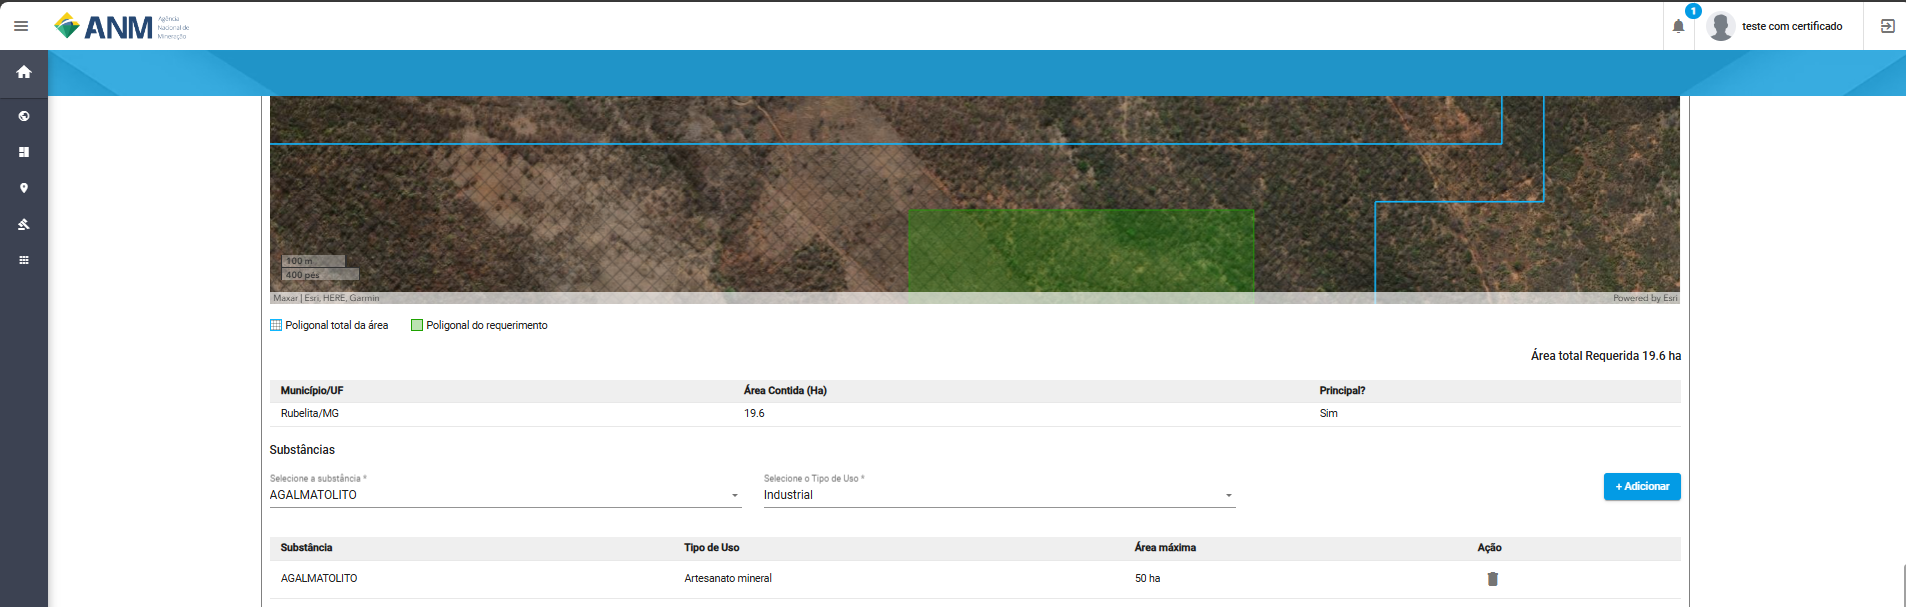 ANM
Agência
Nacional de
Mineração
1
teste com certificado
100 m
400 pés
Maxar | Esri, HERE, Garmin
Powered by Esri
Poligonal total da área
Poligonal do requerimento
Área total Requerida 19.6 ha
Município/UF
Área Contida (Ha)
Principal?
Rubelita/MG
19.6
Sim
Substâncias
Selecione a substância *
AGALMATOLITO
Selecione o Tipo de Uso *
Industrial
+ Adicionar
Substância
Tipo de Uso
Área máxima
Ação
AGALMATOLITO
Artesanato mineral
50 ha